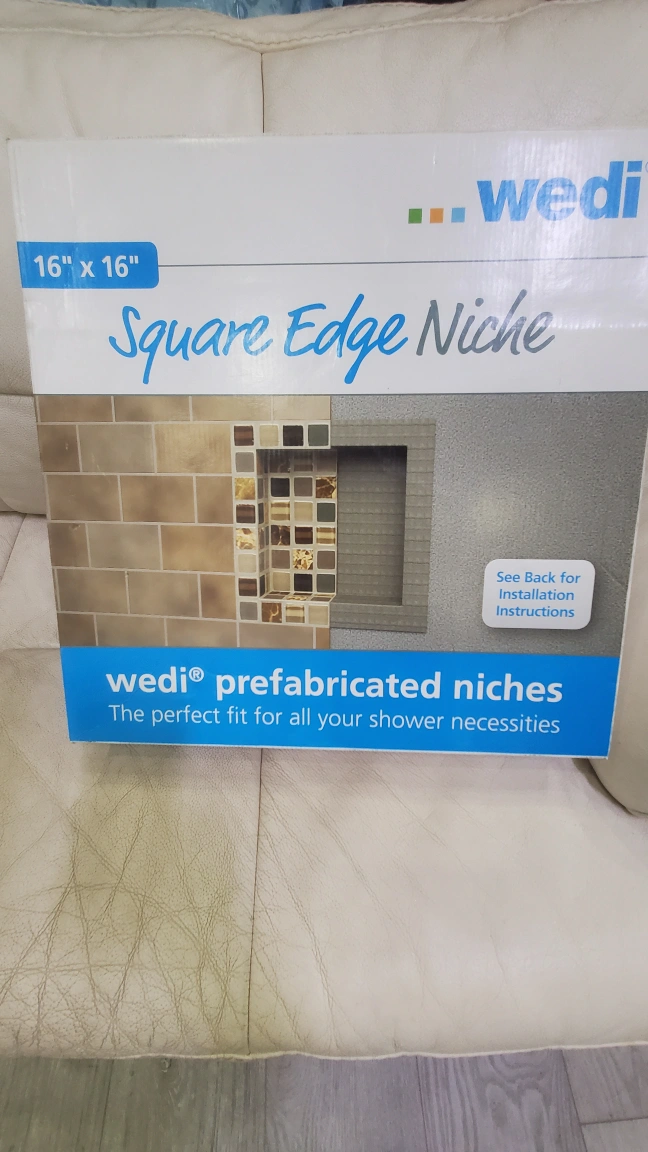 wedi
16" x 16"
Square Edge Niche
See Back for
Installation
Instructions
wedi® prefabricated niches
The perfect fit for all your shower necessities